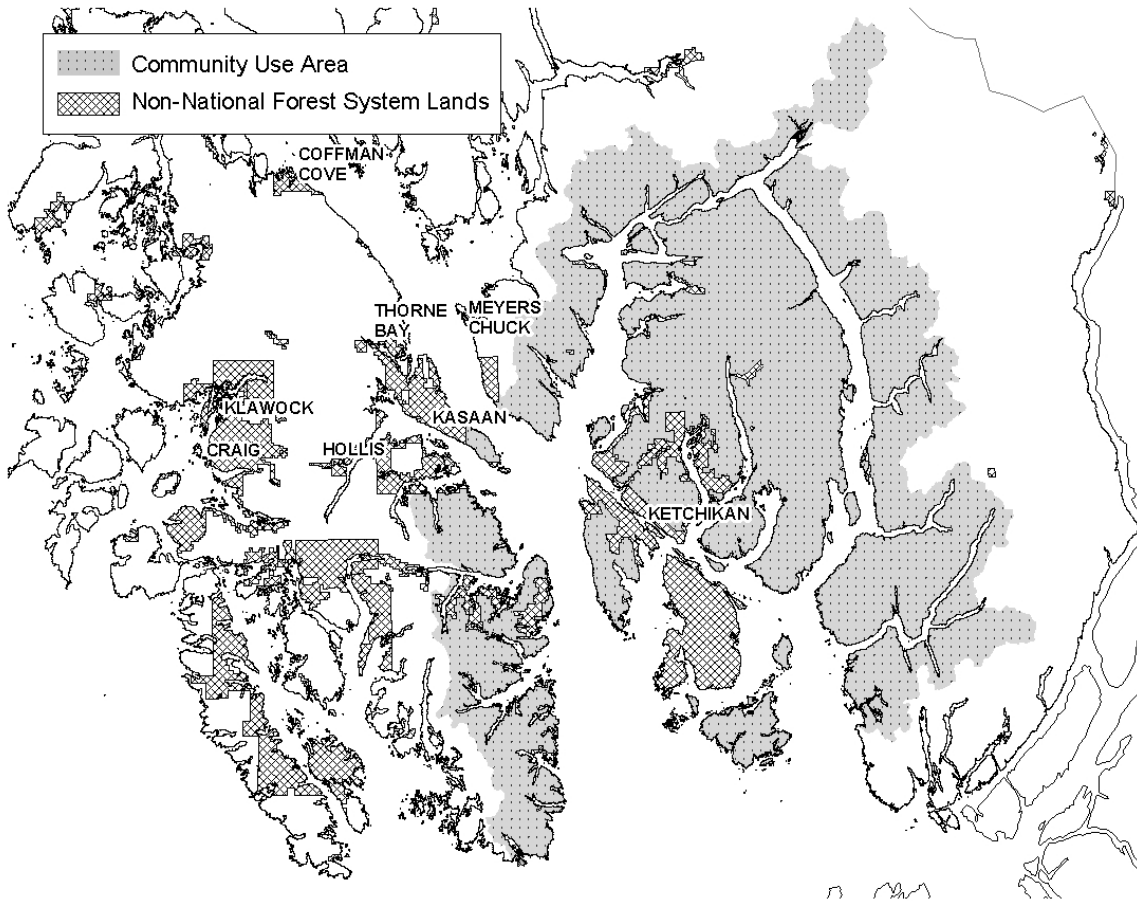 Community Use Area
Non-National Forest System Lands
COFFMAN
COVE
THORNE
BAY
MEYERS
CHUCK
KLAWOCK
KASAAN
CRAIG
HOLLIS
KETCHIKAN